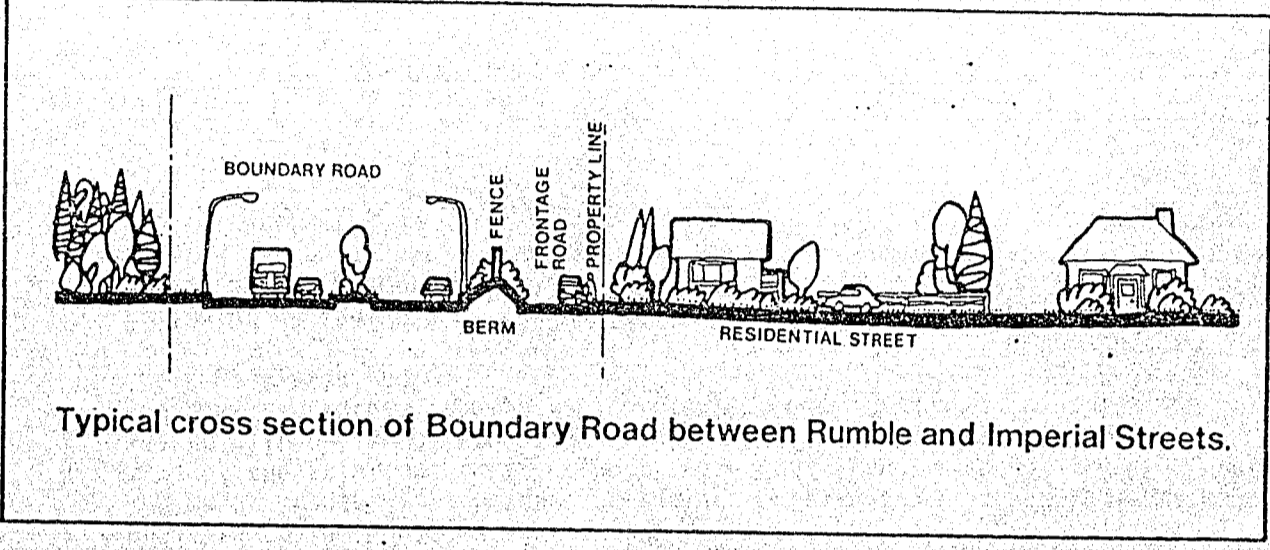 BOUNDARY ROAD
FENCE
FRONTAGE
ROAD
PROPERTY LINE
BERM
RESIDENTIAL STREET
Typical cross section of Boundary Road between Rumble and Imperial Streets.